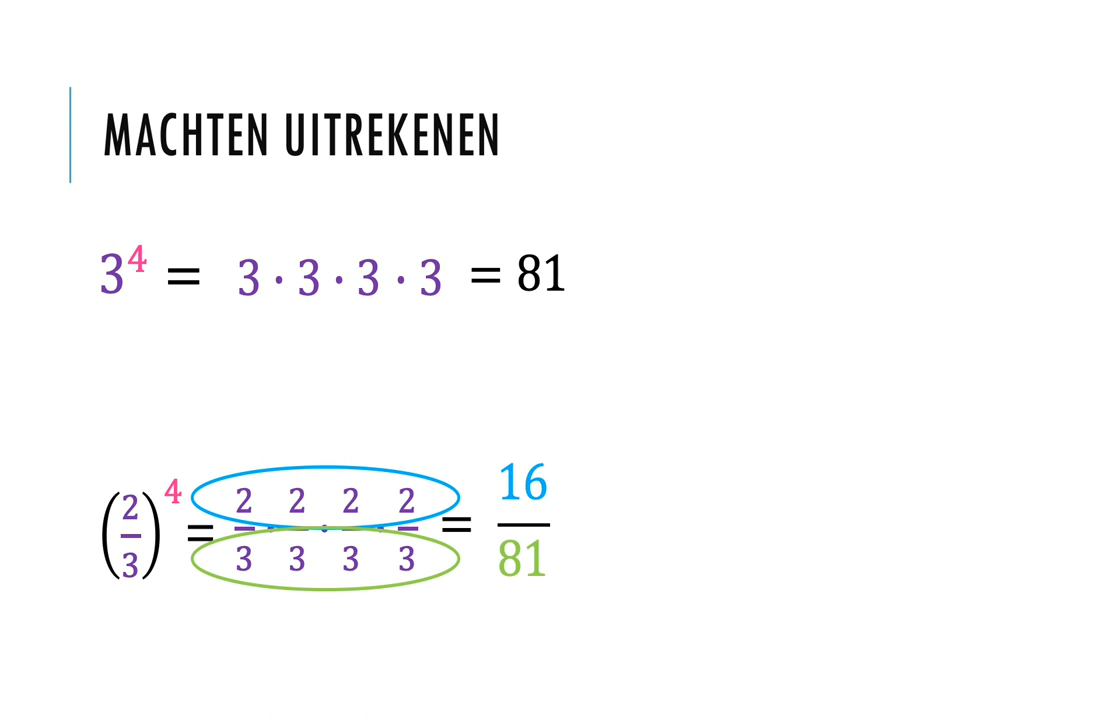 MACHTEN UITREKENEN
3⁴ = 3 · 3 · 3 · 3 = 81
(2/3)⁴ = 2/3 · 2/3 · 2/3 · 2/3 = 16/81